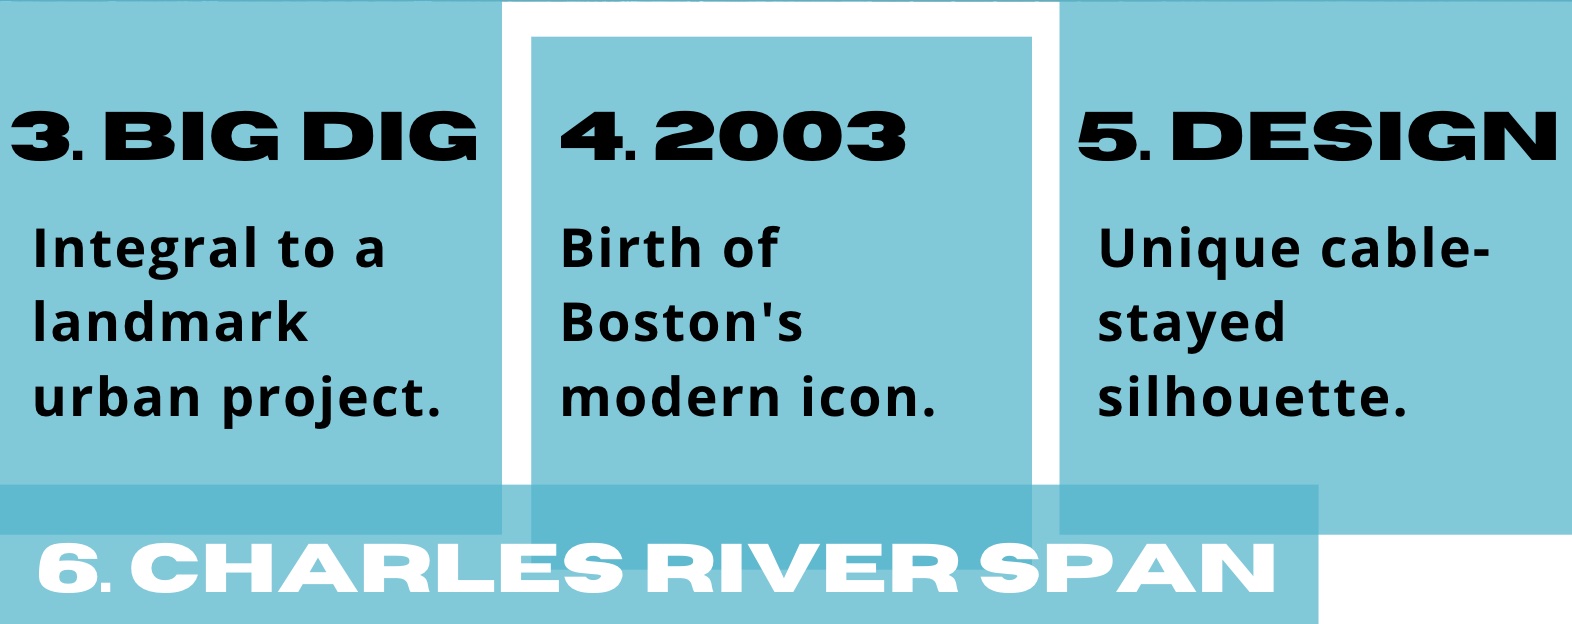 3. BIG DIG
Integral to a
landmark
urban project.
4. 2003
Birth of
Boston's
modern icon.
5. DESIGN
Unique cable-
stayed
silhouette.
6. CHARLES RIVER SPAN